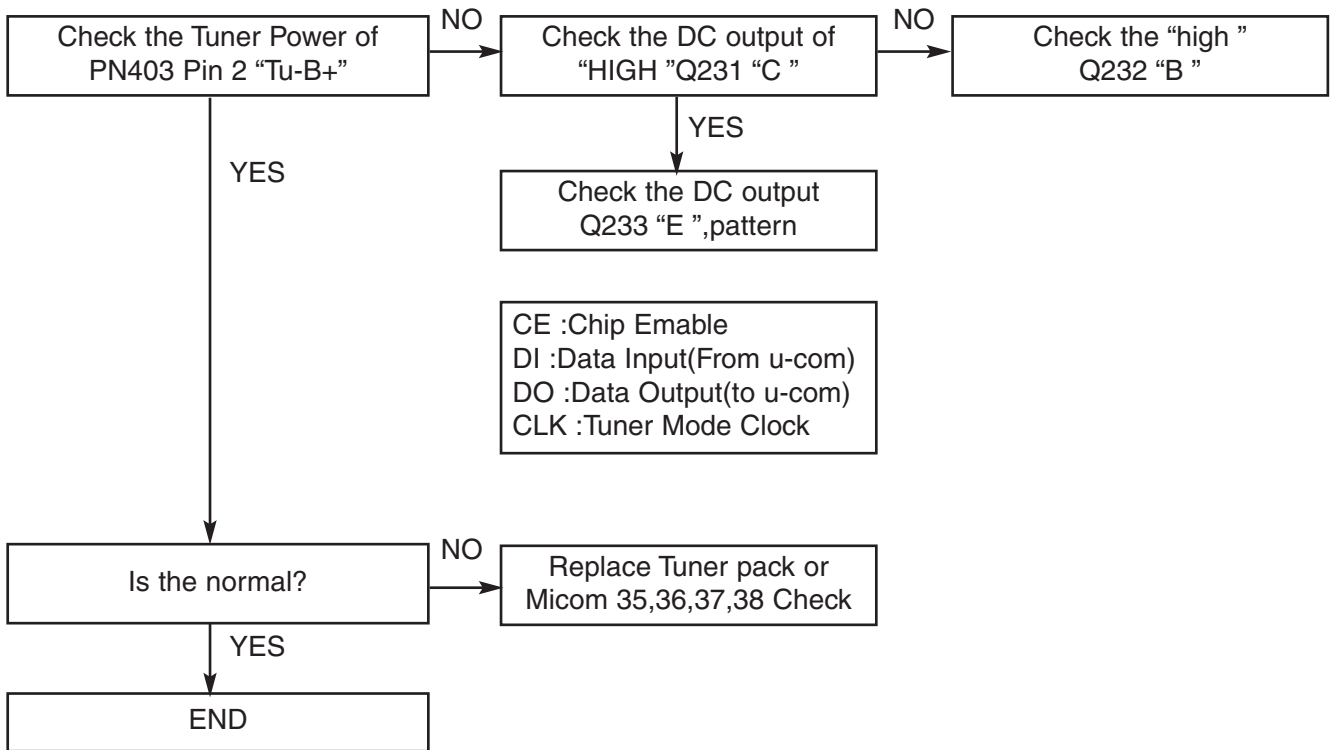 Check the Tuner Power of
PN403 Pin 2 “Tu-B+”
NO
Check the DC output of
“HIGH ”Q231 “C ”
NO
Check the “high ”
Q232 “B ”
YES
YES
Check the DC output
Q233 “E ”,pattern
CE :Chip Emable
DI :Data Input(From u-com)
DO :Data Output(to u-com)
CLK :Tuner Mode Clock
Is the normal?
NO
Replace Tuner pack or
Micom 35,36,37,38 Check
YES
END